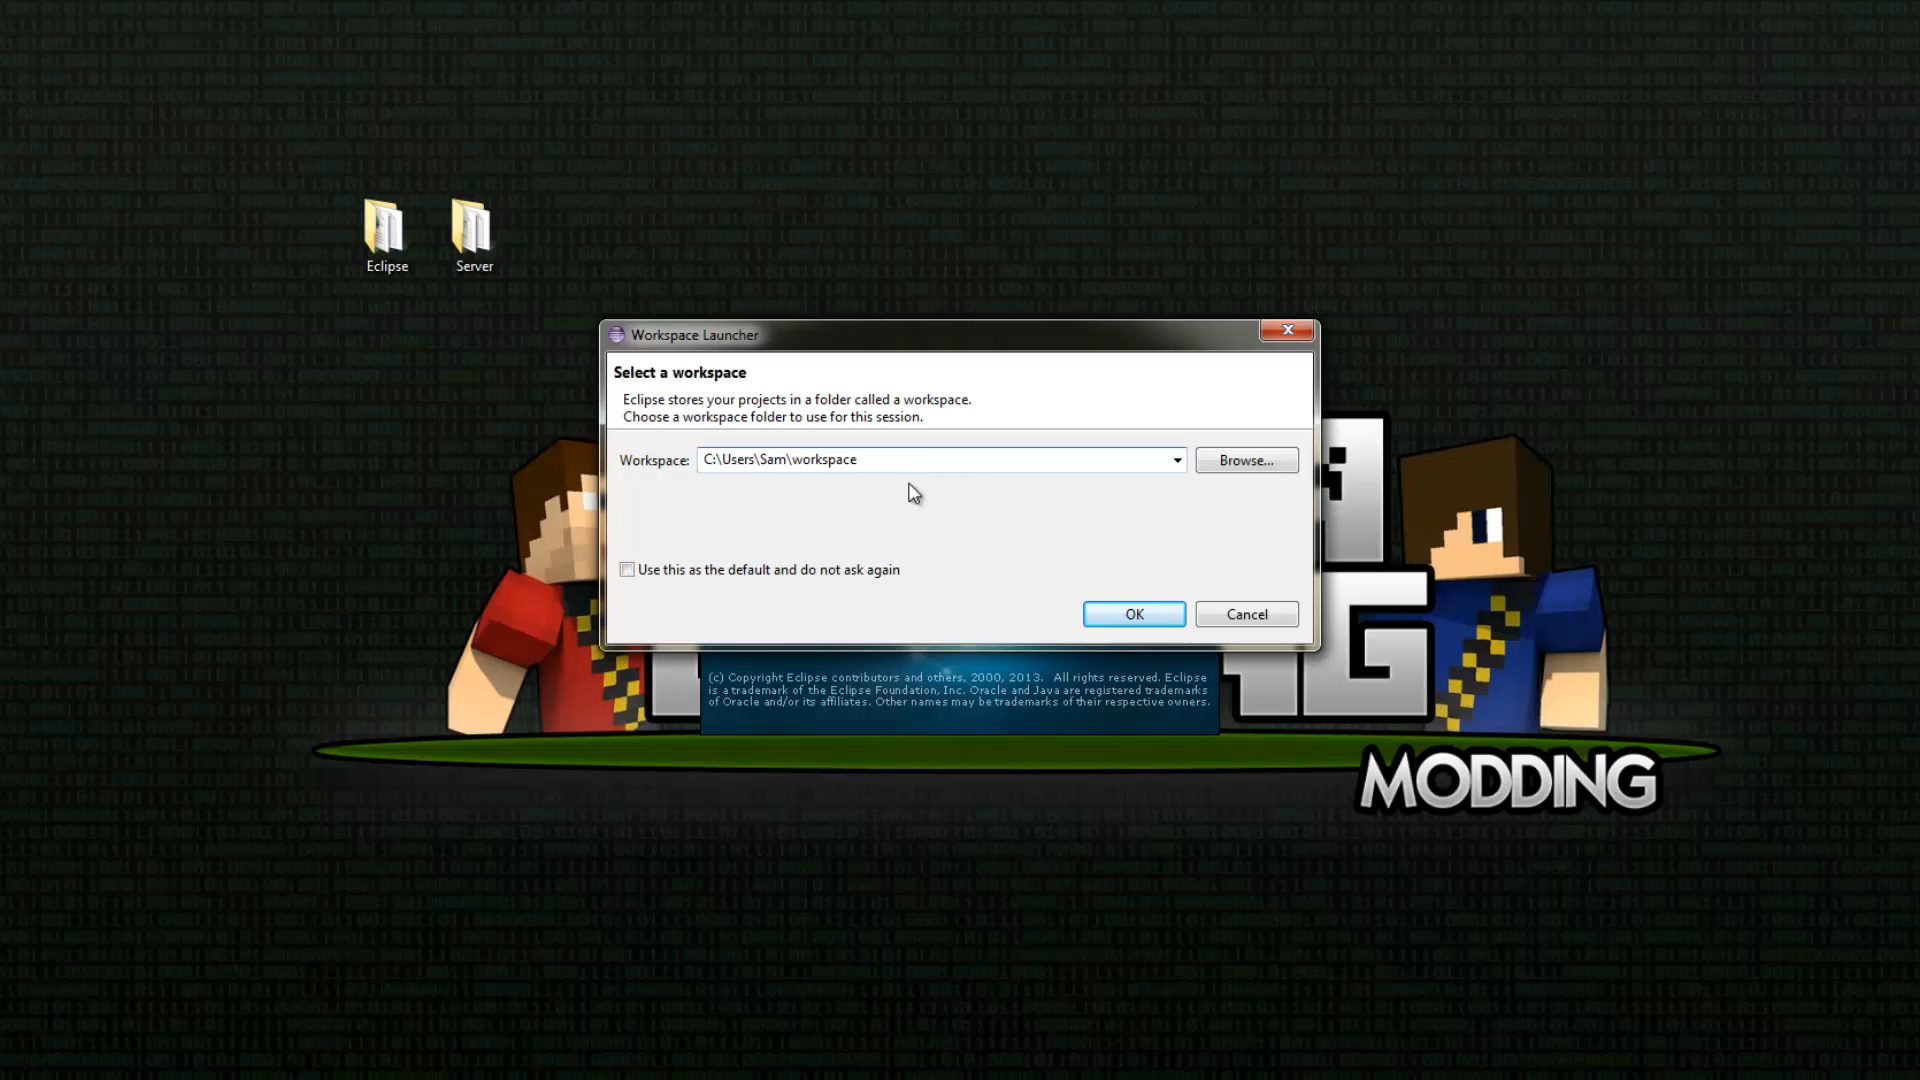 Eclipse
Server
Workspace Launcher
Select a workspace
Eclipse stores your projects in a folder called a workspace.
Choose a workspace folder to use for this session.
Workspace: C:\Users\Sam\workspace Browse...
Use this as the default and do not ask again
OK Cancel
(c) Copyright Eclipse contributors and others, 2000, 2013. All rights reserved. Eclipse
is a trademark of the Eclipse Foundation, Inc. Oracle and Java are registered trademarks
of Oracle and/or its affiliates. Other names may be trademarks of their respective owners.
G
MODDING